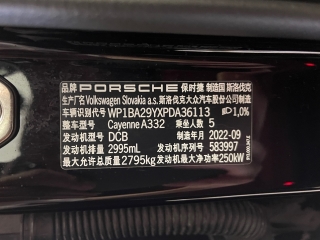 品牌 PORSCHE 保时捷 制造国 斯洛伐克
生产厂名 Volkswagen Slovakia a.s. 斯洛伐克大众汽车股份公司制造
车辆识别代号 WP1BA29YXPDA36113 1,0%
整车型号 Cayenne A332 乘坐人数 5
发动机型号 DCB 制造年月 2022-09
发动机排量 2995mL 发动机号 583997
最大允许总质量 2795kg 发动机最大净功率 250kW